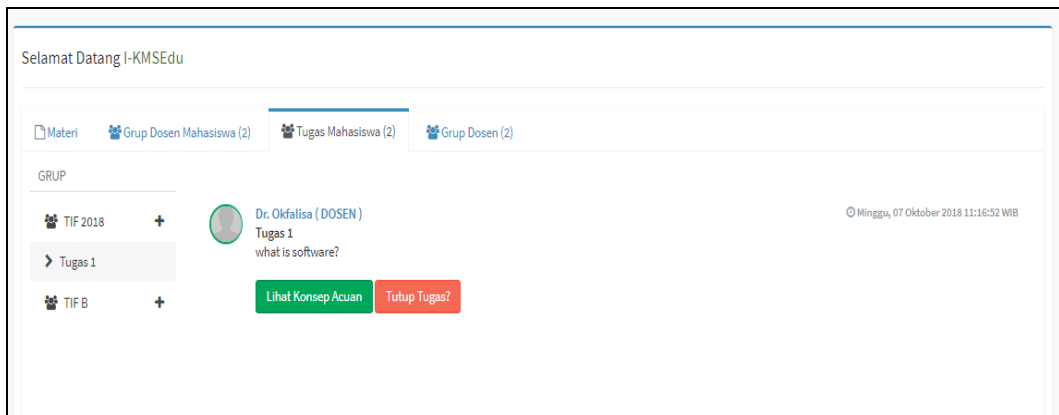 Selamat Datang I-KMSEdu
Materi
Grup Dosen Mahasiswa (2)
Tugas Mahasiswa (2)
Grup Dosen (2)
GRUP
TIF 2018
Tugas 1
TIF B
Dr. Okfalisa ( DOSEN )
Minggu, 07 Oktober 2018 11:16:52 WIB
Tugas 1
what is software?
Lihat Konsep Acuan
Tutup Tugas?